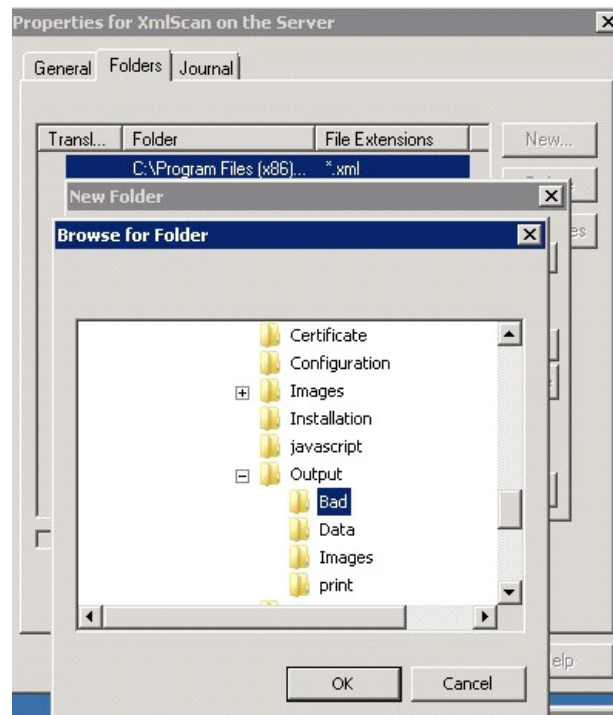 Properties for XmlScan on the Server
General Folders Journal
Transl... Folder File Extensions New...
C:\Program Files (x86)... *.xml
New Folder
Browse for Folder
Certificate
Configuration
Images
Installation
javascript
Output
Bad
Data
Images
print
OK Cancel